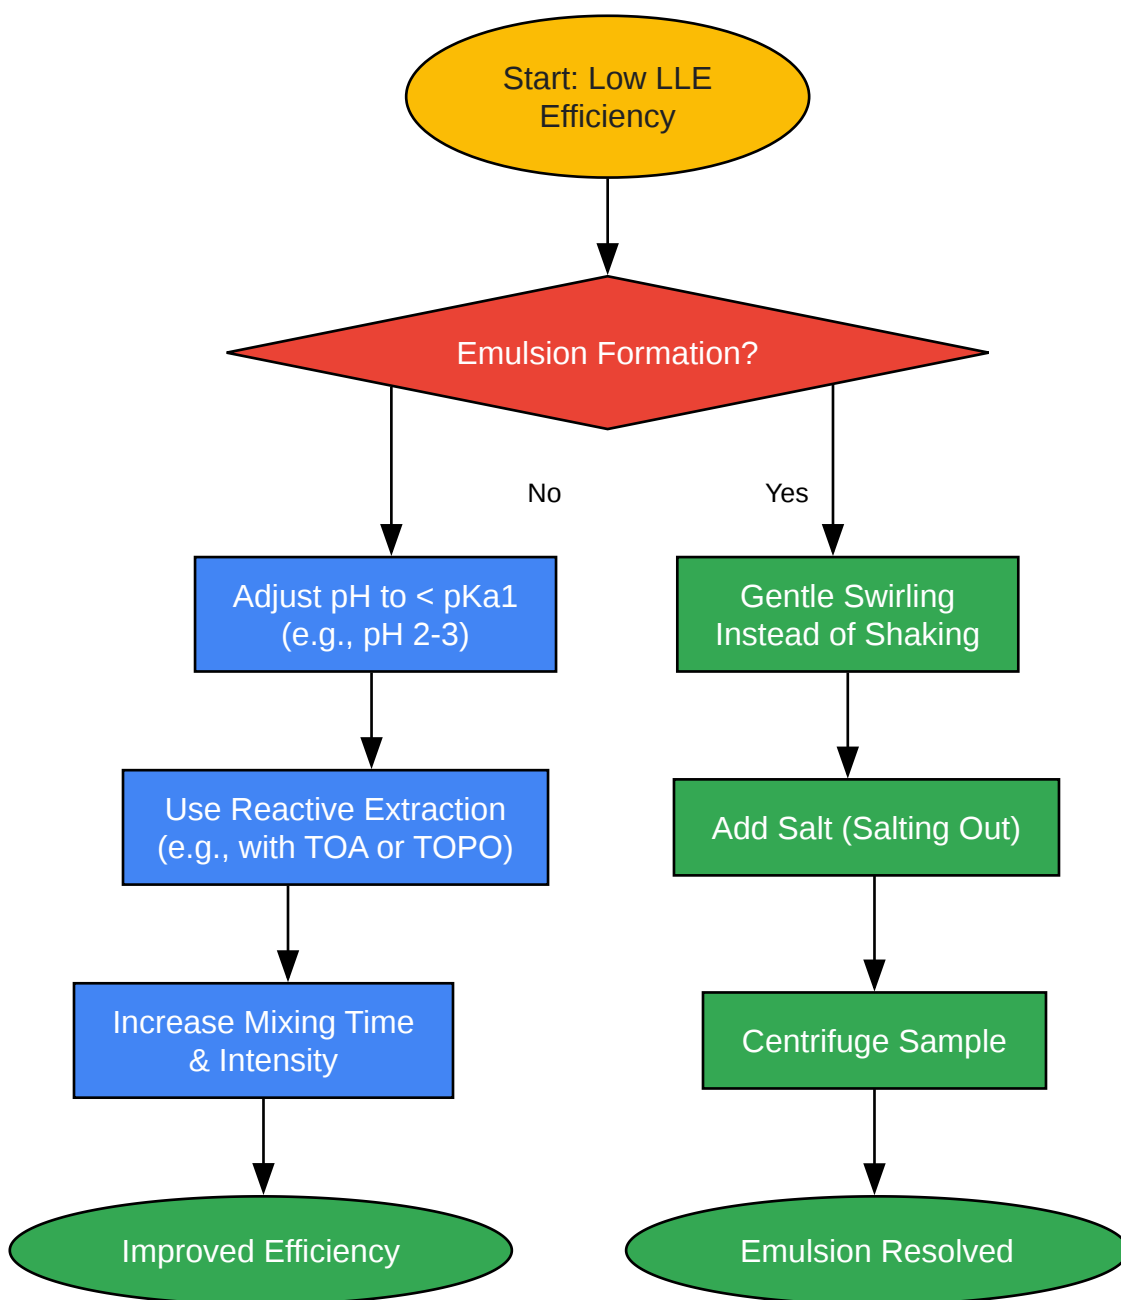 Start: Low LLE
Efficiency
Emulsion Formation?
No
Yes
Adjust pH to < pKa1
(e.g., pH 2-3)
Gentle Swirling
Instead of Shaking
Use Reactive Extraction
(e.g., with TOA or TOPO)
Add Salt (Salting Out)
Increase Mixing Time
& Intensity
Centrifuge Sample
Improved Efficiency
Emulsion Resolved